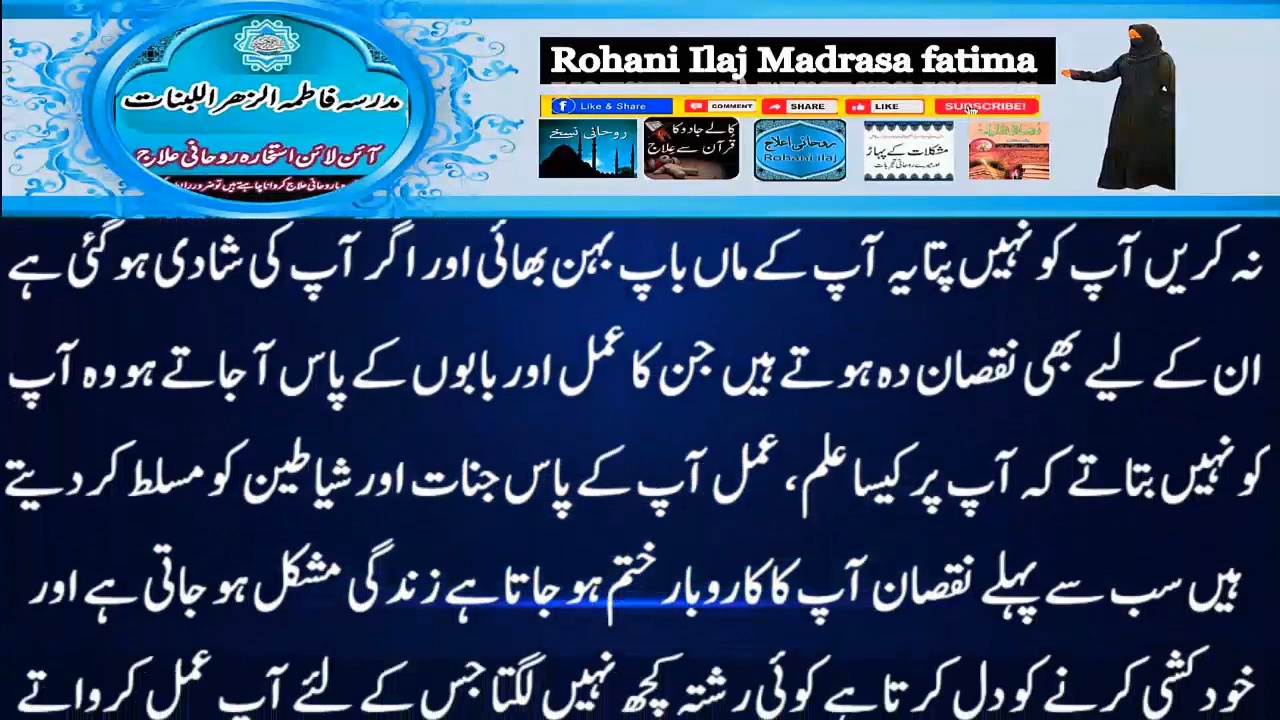 مدرسہ فاطمہ الزھرا للبنات
آئن لائن استخارہ روحانی علاج
Rohani Ilaj Madrasa fatima
Like & Share
COMMENT
SHARE
LIKE
SUBSCRIBE!
روحانی نسخے
کالے جادو کا
قرآن سے علاج
روحانی علاج
Rohani Ilaj
مشکلات کے پہاڑ
نہ کریں آپ کو نہیں پتا یہ آپ کے ماں باپ بہن بھائی اور اگر آپ کی شادی ہو گئی ہے
ان کے لیے بھی نقصان دہ ہوتے ہیں جن کا عمل اور بابوں کے پاس آ جاتے ہو وہ آپ
کو نہیں بتاتے کہ آپ پر کیسا علم، عمل آپ کے پاس جنات اور شیاطین کو مسلط کر دیتے
ہیں سب سے پہلے نقصان آپ کا کاروبار ختم ہو جاتا ہے زندگی مشکل ہو جاتی ہے اور
خودکشی کرنے کو دل کرتا ہے کوئی رشتہ کچھ نہیں لگتا جس کے لئے آپ عمل کرواتے